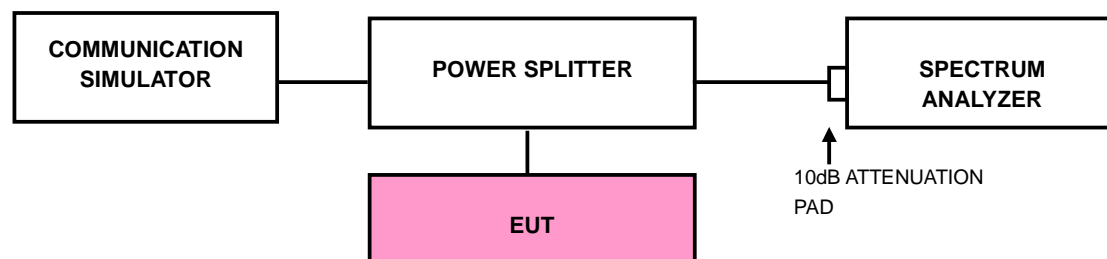 COMMUNICATION
SIMULATOR
POWER SPLITTER
SPECTRUM
ANALYZER
10dB ATTENUATION
PAD
EUT